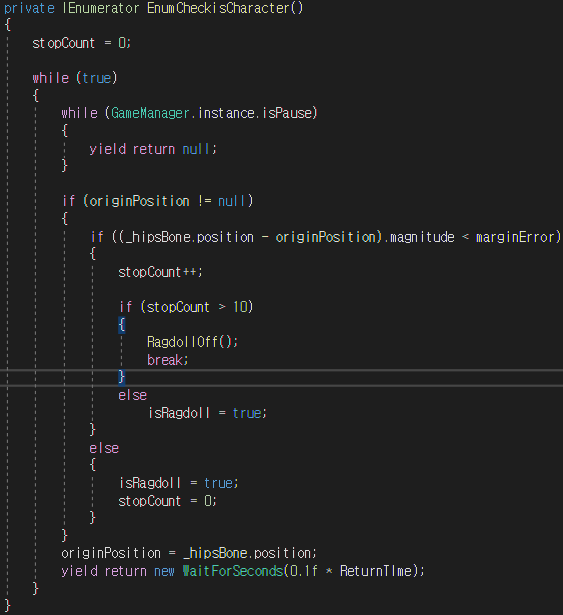 private IEnumerator EnumCheckisCharacter()
{
stopCount = 0;
while (true)
{
while (GameManager.instance.isPause)
{
yield return null;
}
if (originPosition != null)
{
if ((_hipsBone.position - originPosition).magnitude < marginError)
{
stopCount++;
if (stopCount > 10)
{
RagdollOff();
break;
}
else
isRagdoll = true;
}
else
{
isRagdoll = true;
stopCount = 0;
}
}
originPosition = _hipsBone.position;
yield return new WaitForSeconds(0.1f * ReturnTIme);
}
}